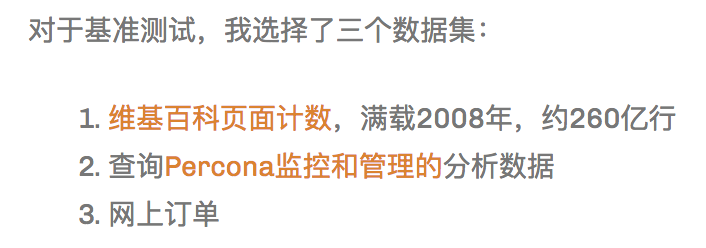 对于基准测试，我选择了三个数据集：
1. 维基百科页面计数，满载2008年，约260亿行
2. 查询Percona监控和管理的分析数据
3. 网上订单